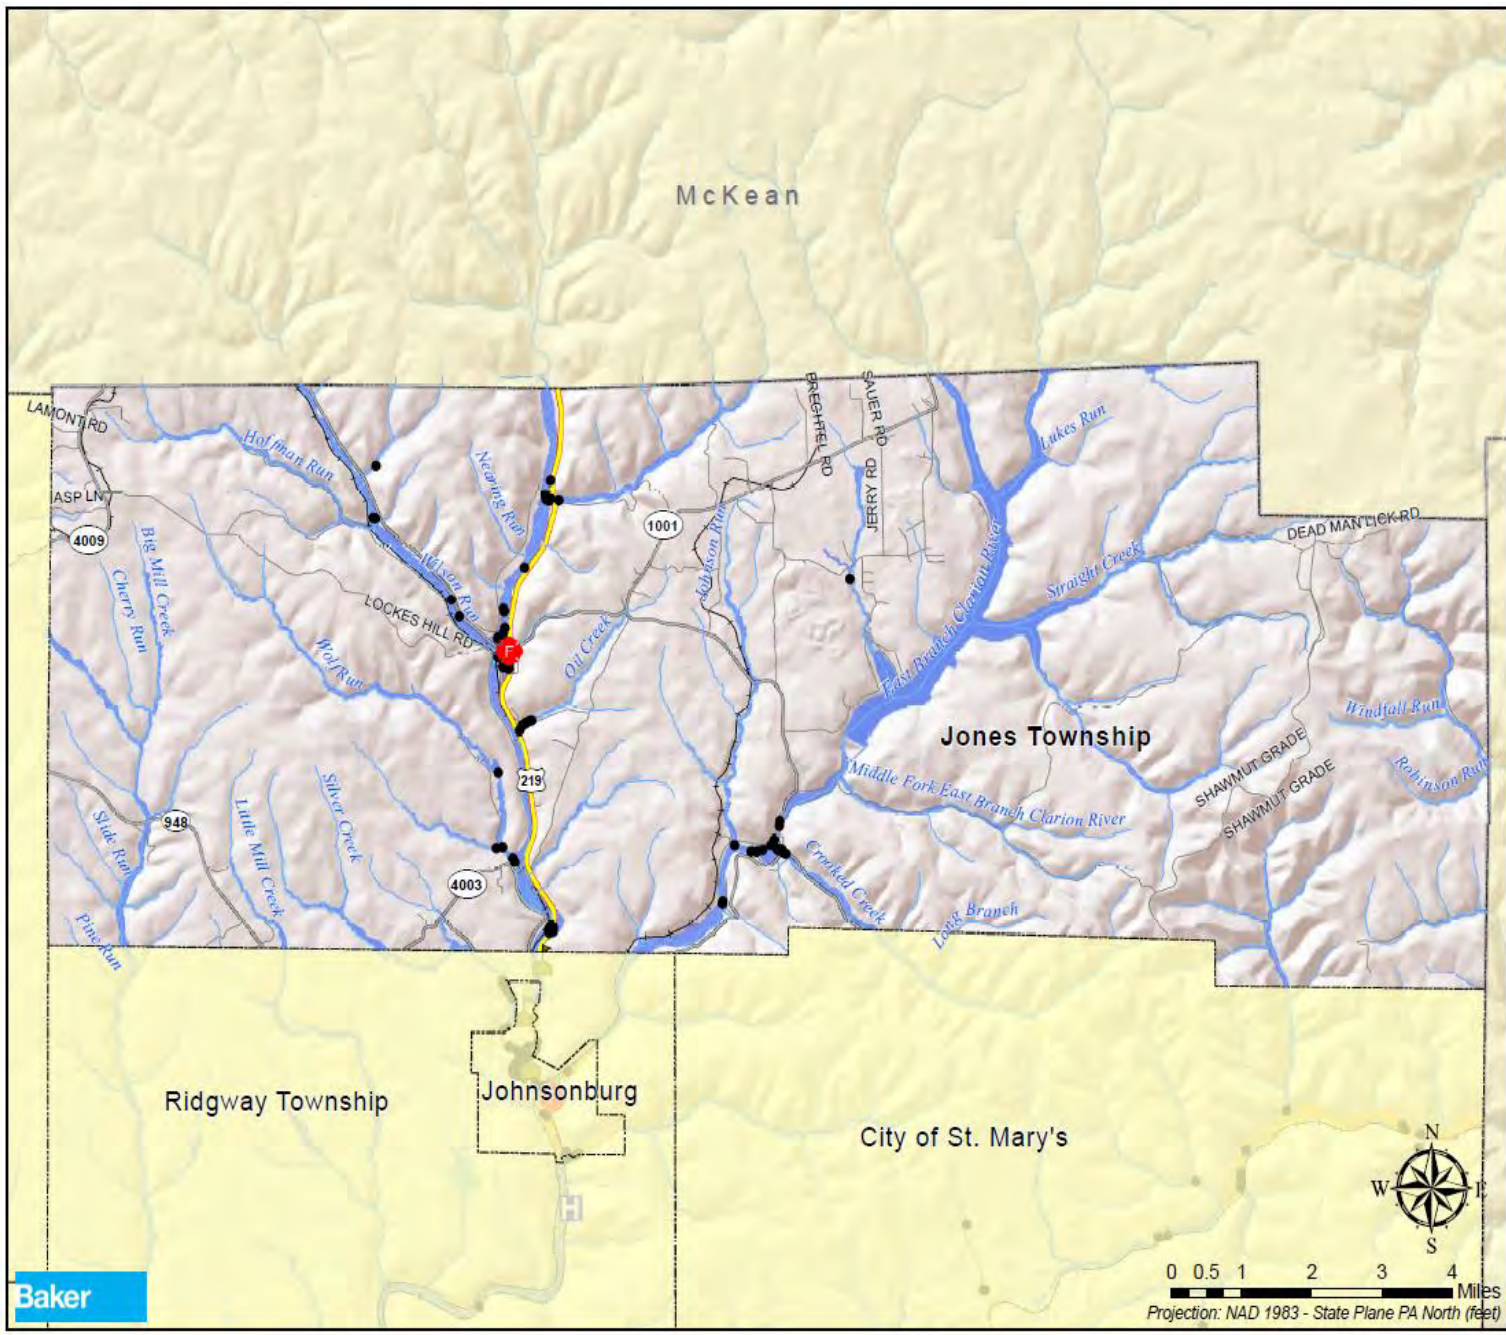 McKean
LAMONT RD
Hoffman Run
Nearing Run
BRECHTEL RD
SAUER RD
JERRY RD
Lukes Run
ASP LN
4009
Big Mill Creek
Cherry Run
1001
Johnson Run
DEAD MAN LICK RD
Wilson Run
LOCKES HILL RD
F
Straight Creek
East Branch Clarion River
Wolf Run
Oil Creek
Jones Township
Windfall Run
Robinson Run
219
Middle Fork East Branch Clarion River
SHAWMUT GRADE
SHAWMUT GRADE
948
Slide Run
Little Mill Creek
Silver Creek
4003
Crooked Creek
Long Branch
Pine Run
Ridgway Township
Johnsonburg
City of St. Mary's
H
N
W E
S
Baker
0 0.5 1 2 3 4
Miles
Projection: NAD 1983 - State Plane PA North (feet)